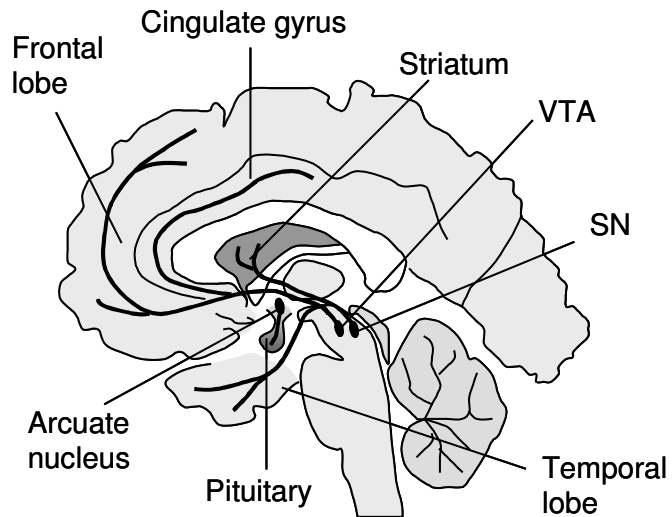 Cingulate gyrus
Frontal
lobe
Striatum
VTA
SN
Arcuate
nucleus
Pituitary
Temporal
lobe